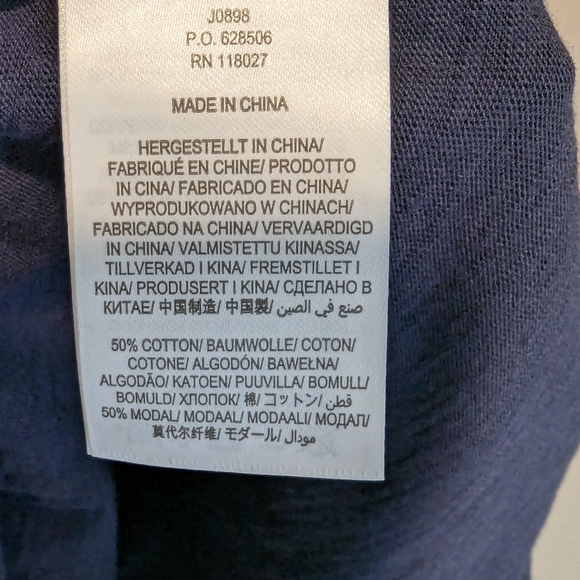 J0898
P.O. 628506
RN 118027
MADE IN CHINA
HERGESTELLT IN CHINA/
FABRIQUÉ EN CHINE/ PRODOTTO
IN CINA/ FABRICADO EN CHINA/
WYPRODUKOWANO W CHINACH/
FABRICADO NA CHINA/ VERVAARDIGD
IN CHINA/ VALMISTETTU KIINASSA/
TILLVERKAD I KINA/ FREMSTILLET I
KINA/ PRODUSERT I KINA/ СДЕЛАНО В
КИТАЕ/ 中国制造/ 中国製/ صنع في الصين
50% COTTON/ BAUMWOLLE/ COTON/
COTONE/ ALGODÓN/ BAWEŁNA/
ALGODÃO/ KATOEN/ PUUVILLA/ BOMULL/
BOMULD/ ХЛОПОК/ 棉/ コットン/ قطن
50% MODAL/ MODAAL/ MODAALI/ МОДАЛ/
莫代尔纤维/ モダール/ مودال